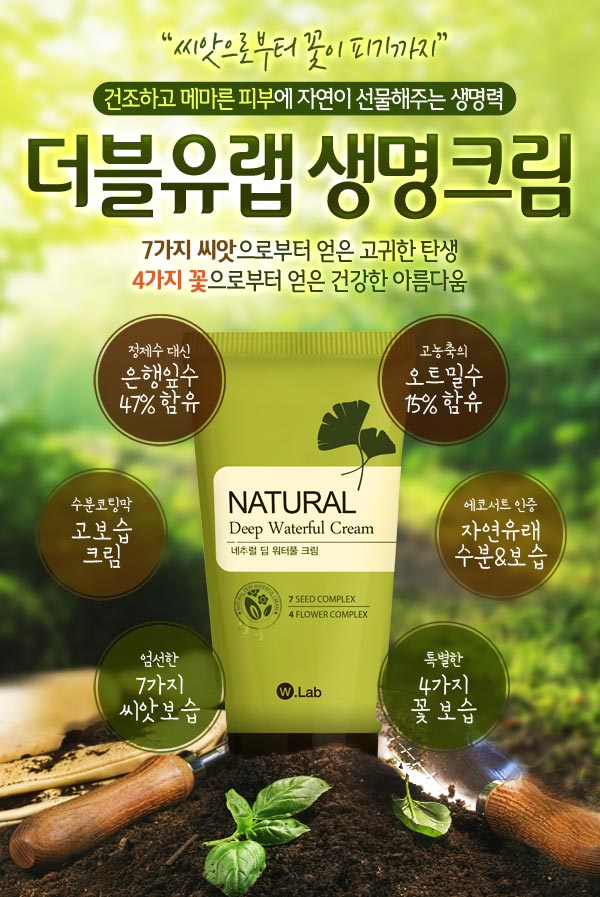 “씨앗으로부터 꽃이 피기까지”
건조하고 메마른 피부에 자연이 선물해주는 생명력
더블유랩 생명크림
7가지 씨앗으로부터 얻은 고귀한 탄생
4가지 꽃으로부터 얻은 건강한 아름다움
정제수 대신
은행잎수
47% 함유
고농축의
오트밀수
15% 함유
수분코팅막
고보습
크림
에코서트 인증
자연유래
수분&보습
엄선한
7가지
씨앗 보습
특별한
4가지
꽃 보습
NATURAL
Deep Waterful Cream
네추럴 딥 워터풀 크림
7 SEED COMPLEX
4 FLOWER COMPLEX
W.Lab